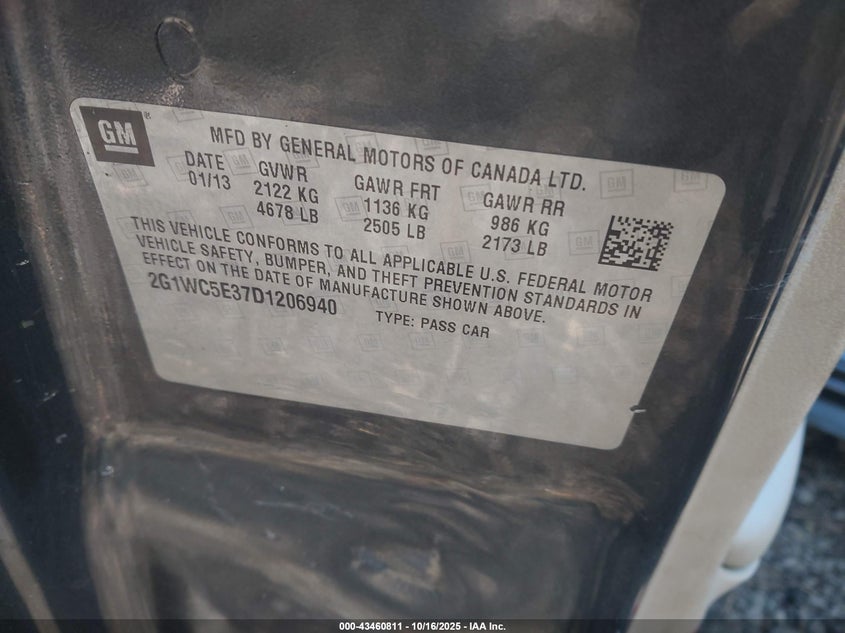 GM
MFD BY GENERAL MOTORS OF CANADA LTD.
DATE GVWR GAWR FRT GAWR RR
01/13 2122 KG 1136 KG 986 KG
4678 LB 2505 LB 2173 LB
THIS VEHICLE CONFORMS TO ALL APPLICABLE U.S. FEDERAL MOTOR
VEHICLE SAFETY, BUMPER, AND THEFT PREVENTION STANDARDS IN
EFFECT ON THE DATE OF MANUFACTURE SHOWN ABOVE.
2G1WC5E37D1206940 TYPE: PASS CAR
000-43460811 - 10/16/2025 - IAA Inc.